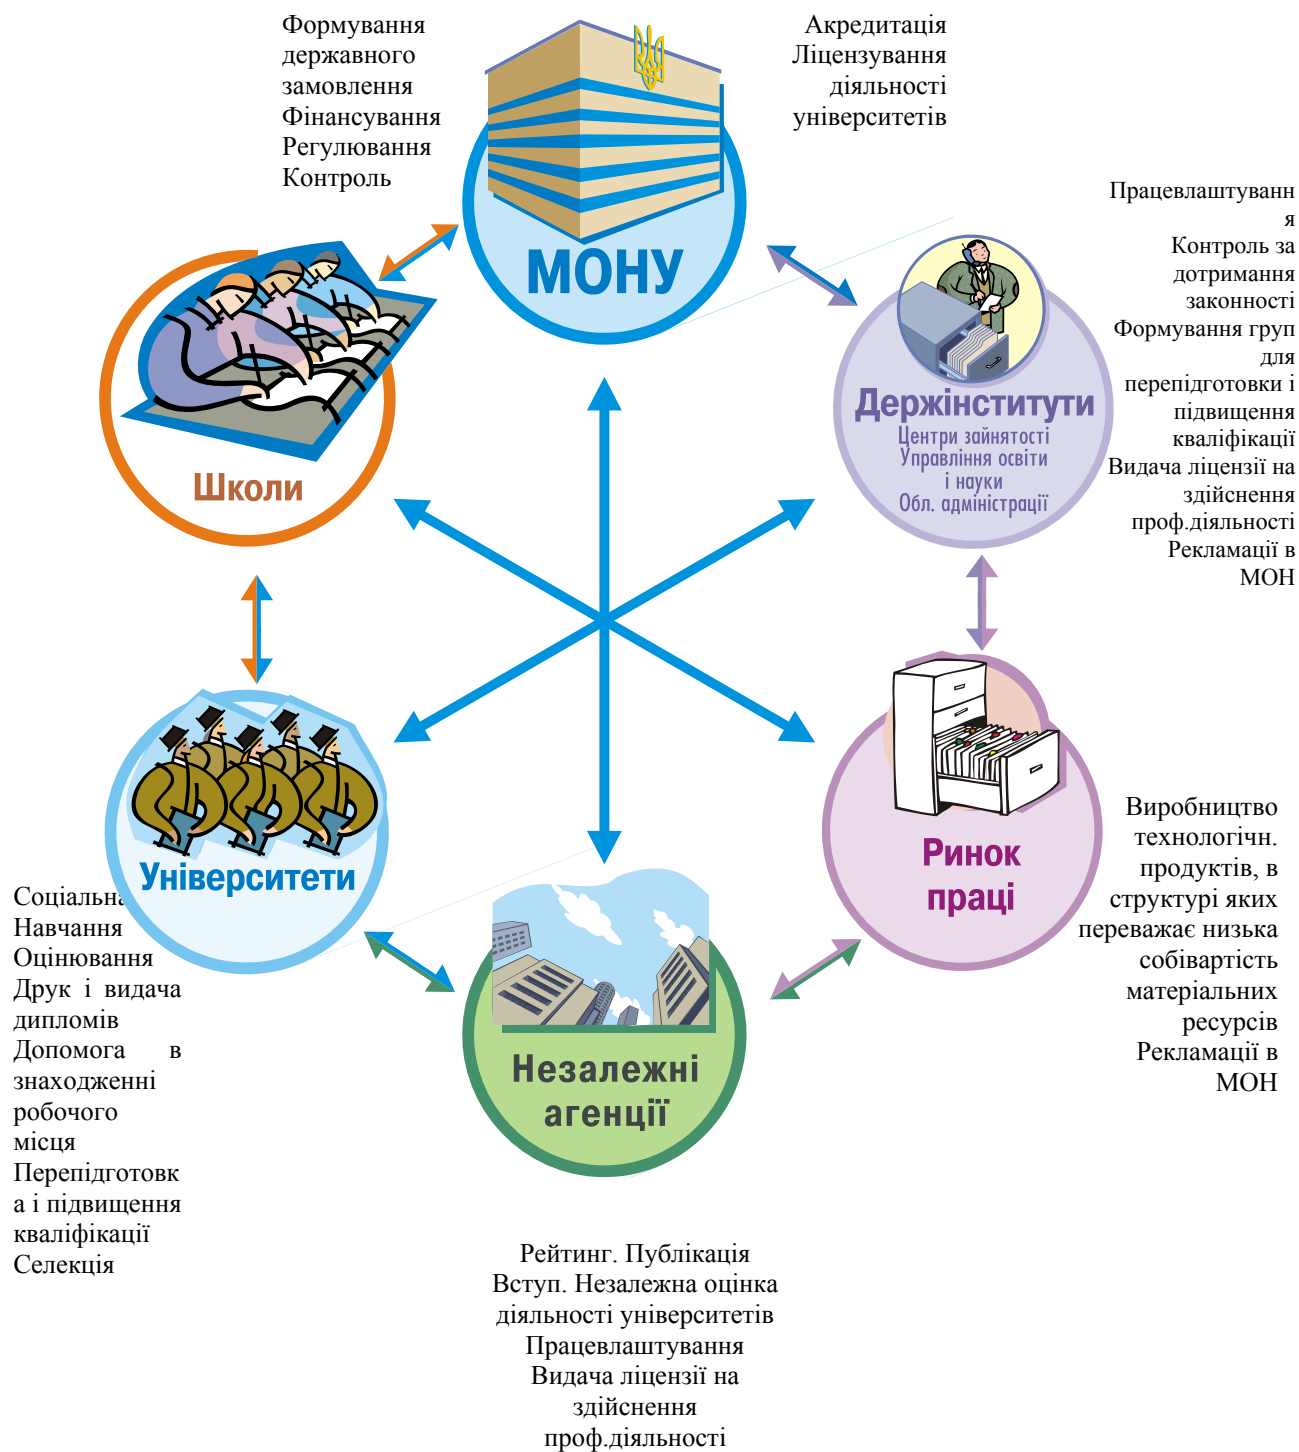 Формування
державного
замовлення
Фінансування
Регулювання
Контроль
Акредитація
Ліцензування
діяльності
університетів
МОНУ
Працевлаштуванн
я
Контроль за
дотримання
законності
Формування груп
для
перепідготовки і
підвищення
кваліфікації
Видача ліцензії на
здійснення
проф.діяльності
Рекламації в
МОН
Держінститути
Центри зайнятості
Управління освіти
і науки
Обл. адміністрації
Школи
Університети
Ринок
праці
Виробництво
технологічн.
продуктів, в
структурі яких
переважає низька
собівартість
матеріальних
ресурсів
Рекламації в
МОН
Соціальна
Навчання
Оцінювання
Друк і видача
дипломів
Допомога в
знаходженні
робочого
місця
Перепідготовк
а і підвищення
кваліфікації
Селекція
Незалежні
агенції
Рейтинг. Публікація
Вступ. Незалежна оцінка
діяльності університетів
Працевлаштування
Видача ліцензії на
здійснення
проф.діяльності